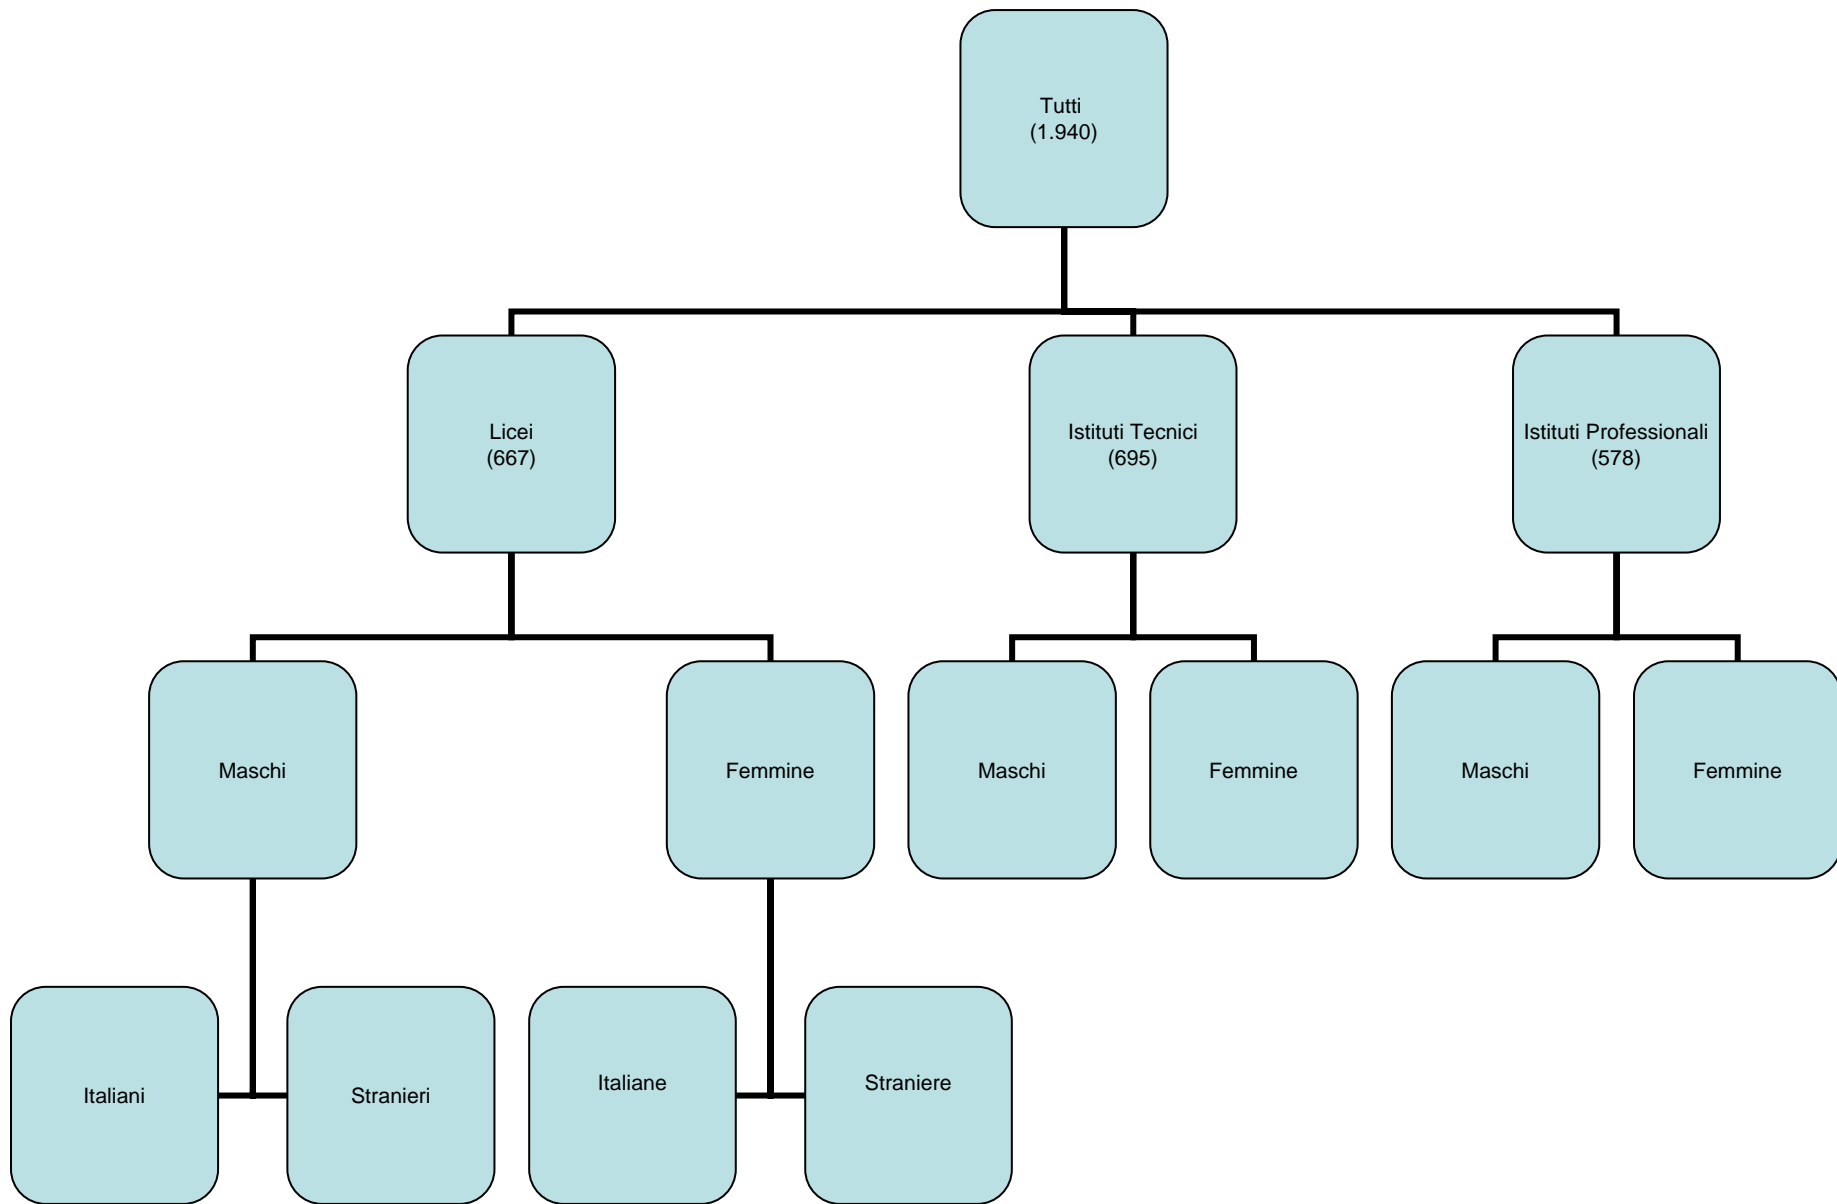 Tutti
(1.940)
Licei
(667)
Istituti Tecnici
(695)
Istituti Professionali
(578)
Maschi
Femmine
Maschi
Femmine
Maschi
Femmine
Italiani
Stranieri
Italiane
Straniere